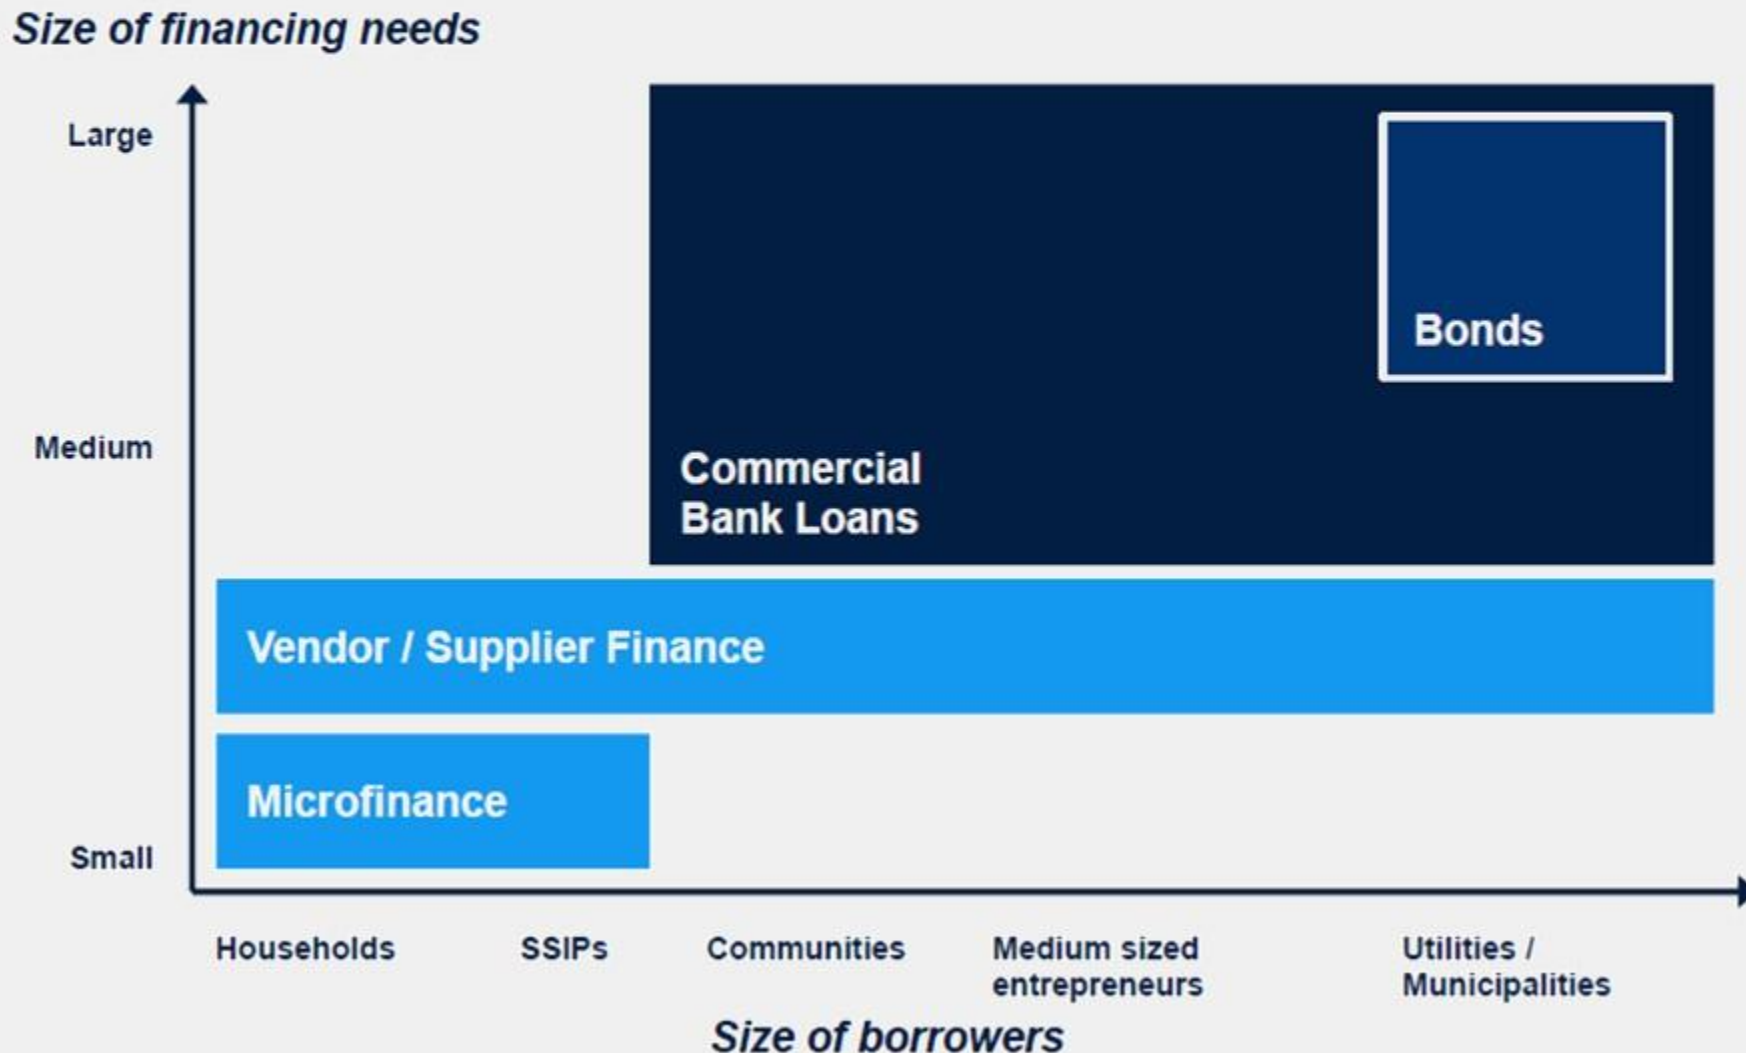 Size of financing needs
Large
Bonds
Medium
Commercial
Bank Loans
Vendor / Supplier Finance
Microfinance
Small
Households
SSIPs
Communities
Medium sized
entrepreneurs
Utilities /
Municipalities
Size of borrowers